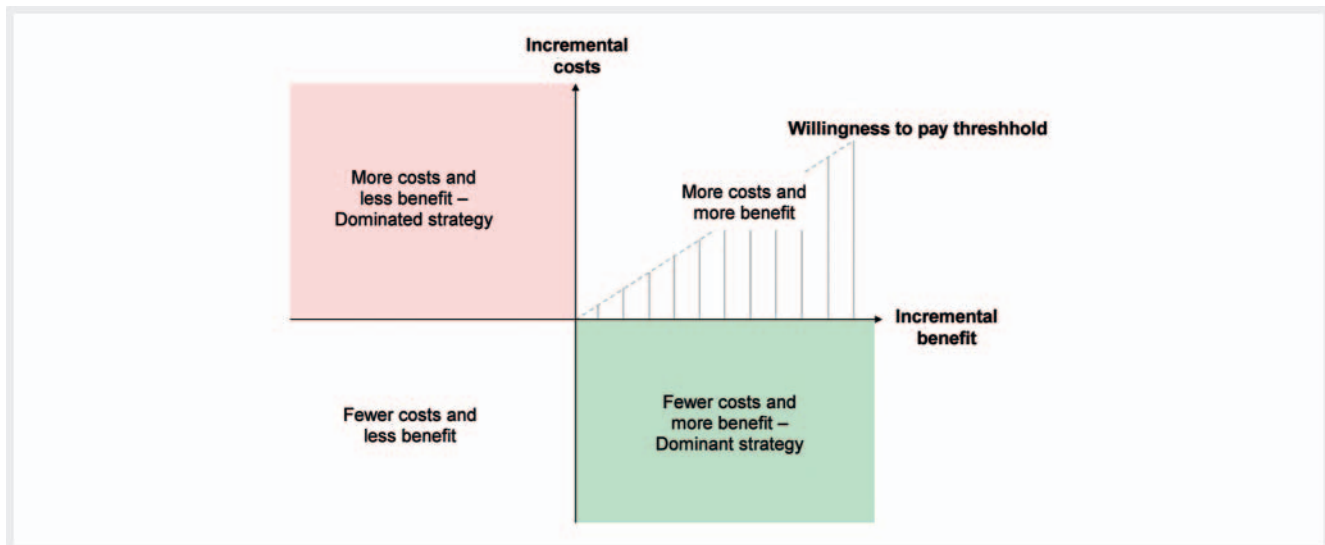 Incremental
costs
Willingness to pay threshhold
More costs and
less benefit –
Dominated strategy
More costs and
more benefit
Incremental
benefit
Fewer costs and
less benefit
Fewer costs and
more benefit –
Dominant strategy